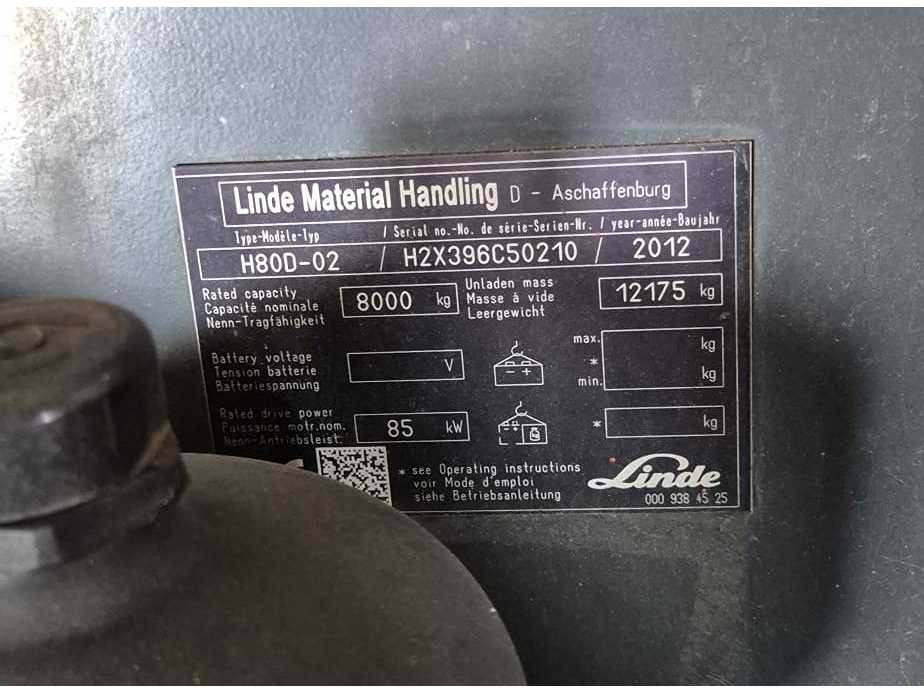 Linde Material Handling D - Aschaffenburg
Type-Modèle-Typ / Serial no.-No. de série-Serien-Nr. / year-année-Baujahr
H80D-02 / H2X396C50210 / 2012
Rated capacity
Capacité nominale
Nenn-Tragfähigkeit
8000 kg
Unladen mass
Masse à vide
Leergewicht
12175 kg
Battery voltage
Tension batterie
Batteriespannung
V
- +
max. kg
*
min. kg
Rated drive power
Puissance motr.nom.
Nenn-Antriebsleist.
85 kW
- +
kg
* kg
* see Operating instructions
voir Mode d'emploi
siehe Betriebsanleitung
Linde
000 938 45 25